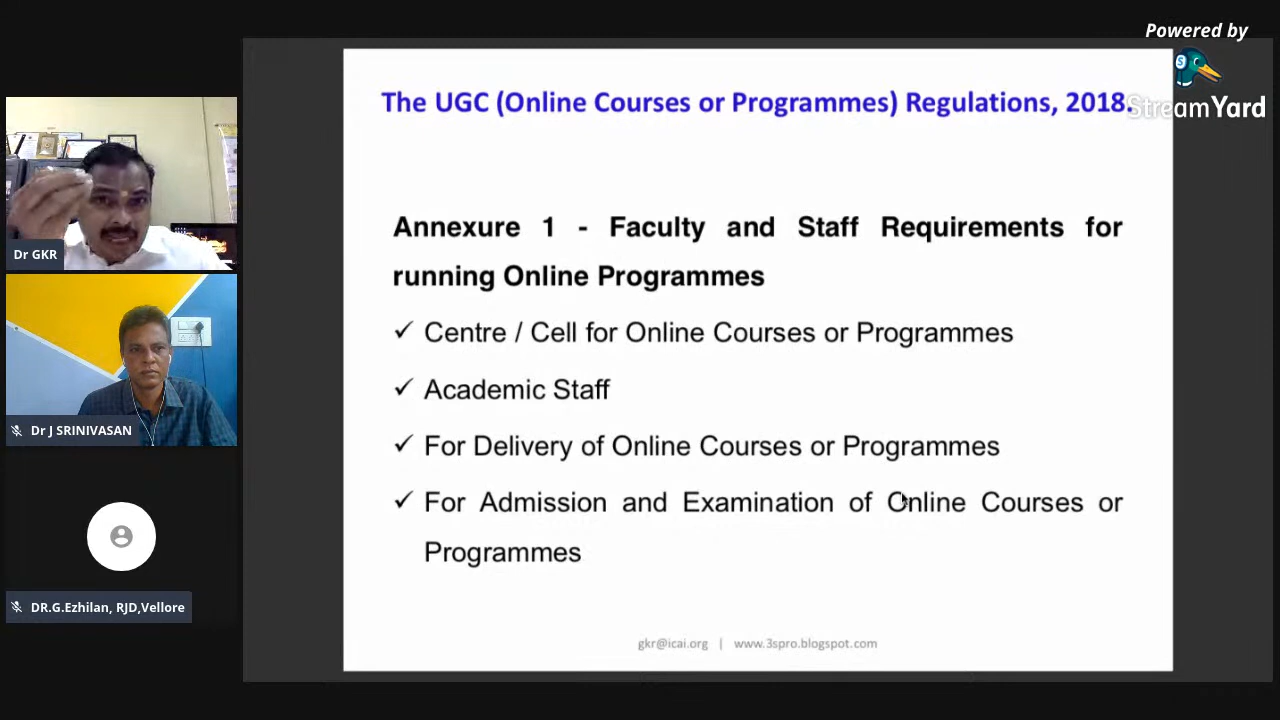 Powered by
StreamYard
The UGC (Online Courses or Programmes) Regulations, 2018.
Annexure 1 - Faculty and Staff Requirements for
running Online Programmes
✓ Centre / Cell for Online Courses or Programmes
✓ Academic Staff
✓ For Delivery of Online Courses or Programmes
✓ For Admission and Examination of Online Courses or
Programmes
gkr@icai.org | www.3spro.blogspot.com
Dr GKR
Dr J SRINIVASAN
DR.G.Ezhilan, RJD,Vellore